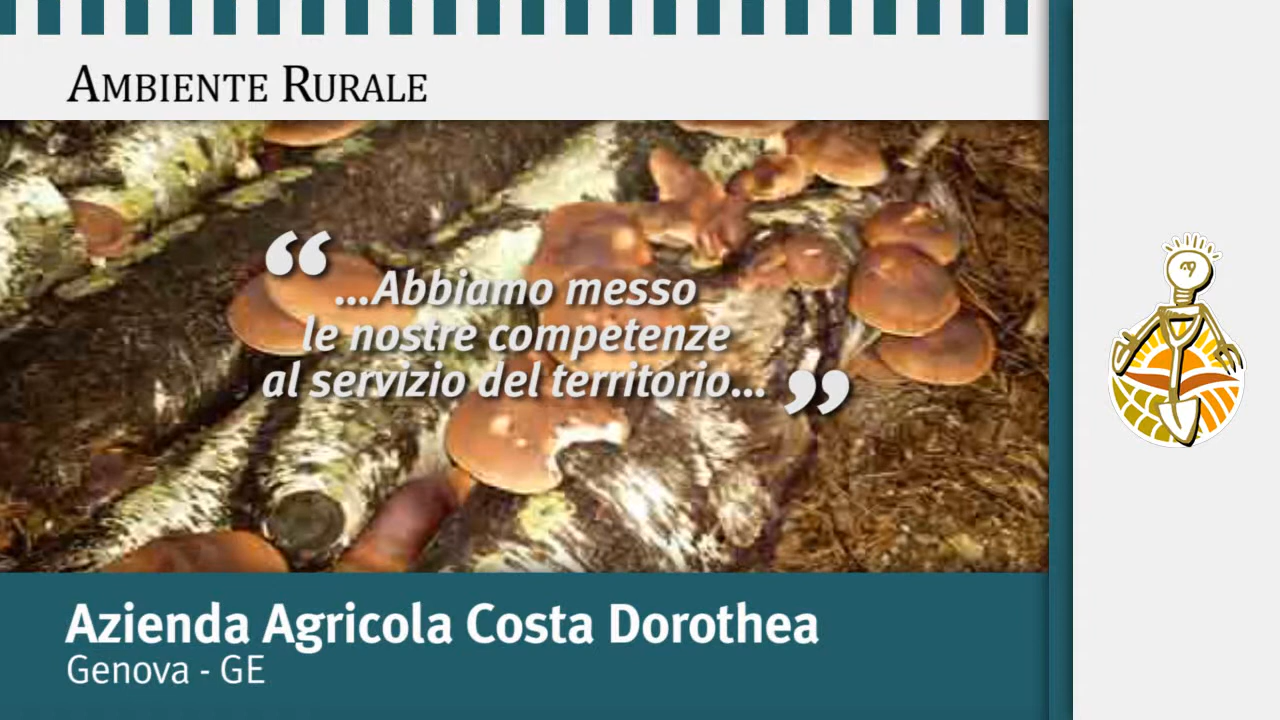 AMBIENTE RURALE
“ ...Abbiamo messo
le nostre competenze
al servizio del territorio... ”
Azienda Agricola Costa Dorothea
Genova - GE